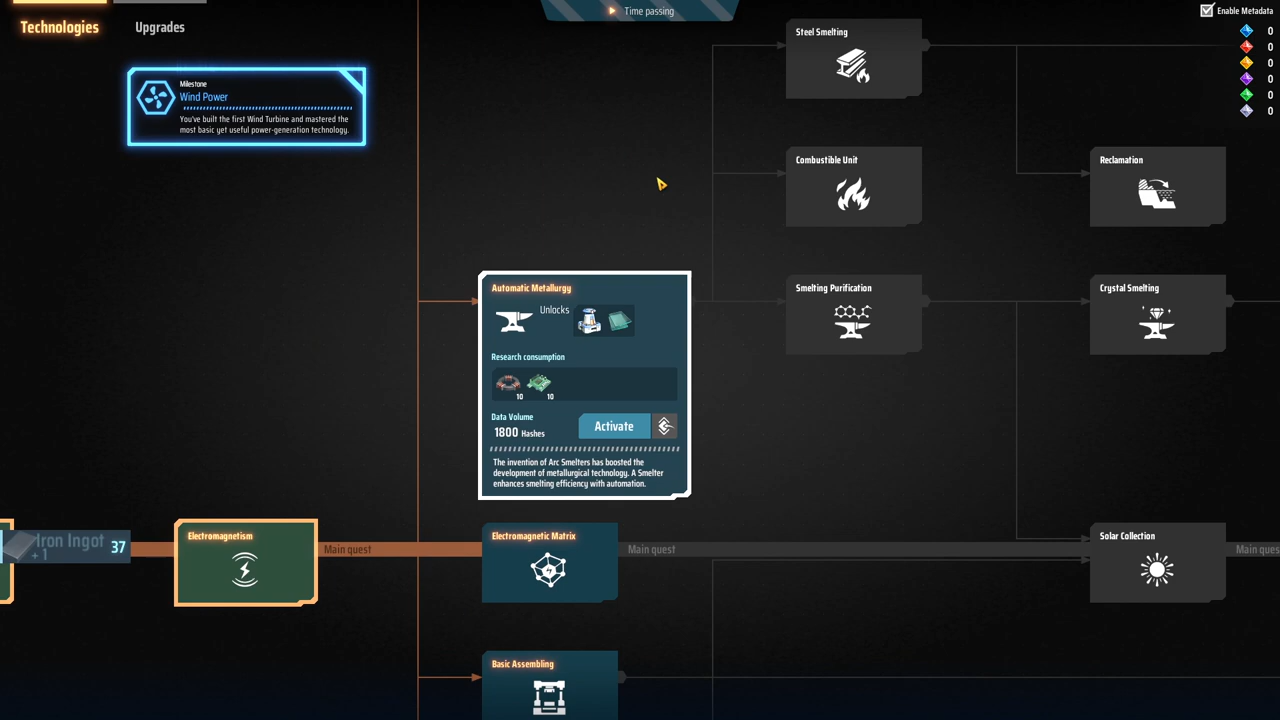 Time passing
Enable Metadata
Technologies
Upgrades
0
0
0
0
0
0
Milestone
Wind Power
You've built the first Wind Turbine and mastered the
most basic yet useful power-generation technology.
Steel Smelting
Combustible Unit
Reclamation
Automatic Metallurgy
Unlocks
Research consumption
10
10
Data Volume
1800 Hashes
Activate
The invention of Arc Smelters has boosted the
development of metallurgical technology. A Smelter
enhances smelting efficiency with automation.
Smelting Purification
Crystal Smelting
Iron Ingot
+ 1
37
Electromagnetism
Main quest
Electromagnetic Matrix
Main quest
Solar Collection
Main ques
Basic Assembling